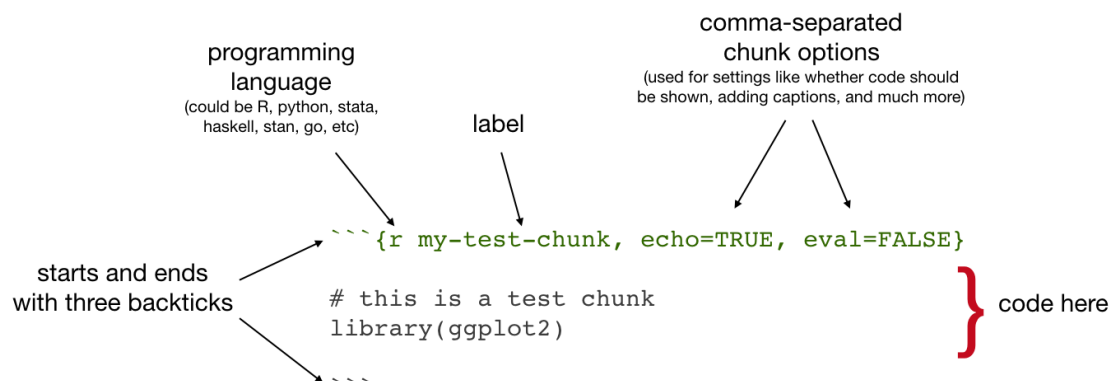 comma-separated
chunk options
(used for settings like whether code should
be shown, adding captions, and much more)
programming
language
(could be R, python, stata,
haskell, stan, go, etc)
label
```{r my-test-chunk, echo=TRUE, eval=FALSE}
starts and ends
with three backticks
# this is a test chunk
library(ggplot2)
}
code here
```